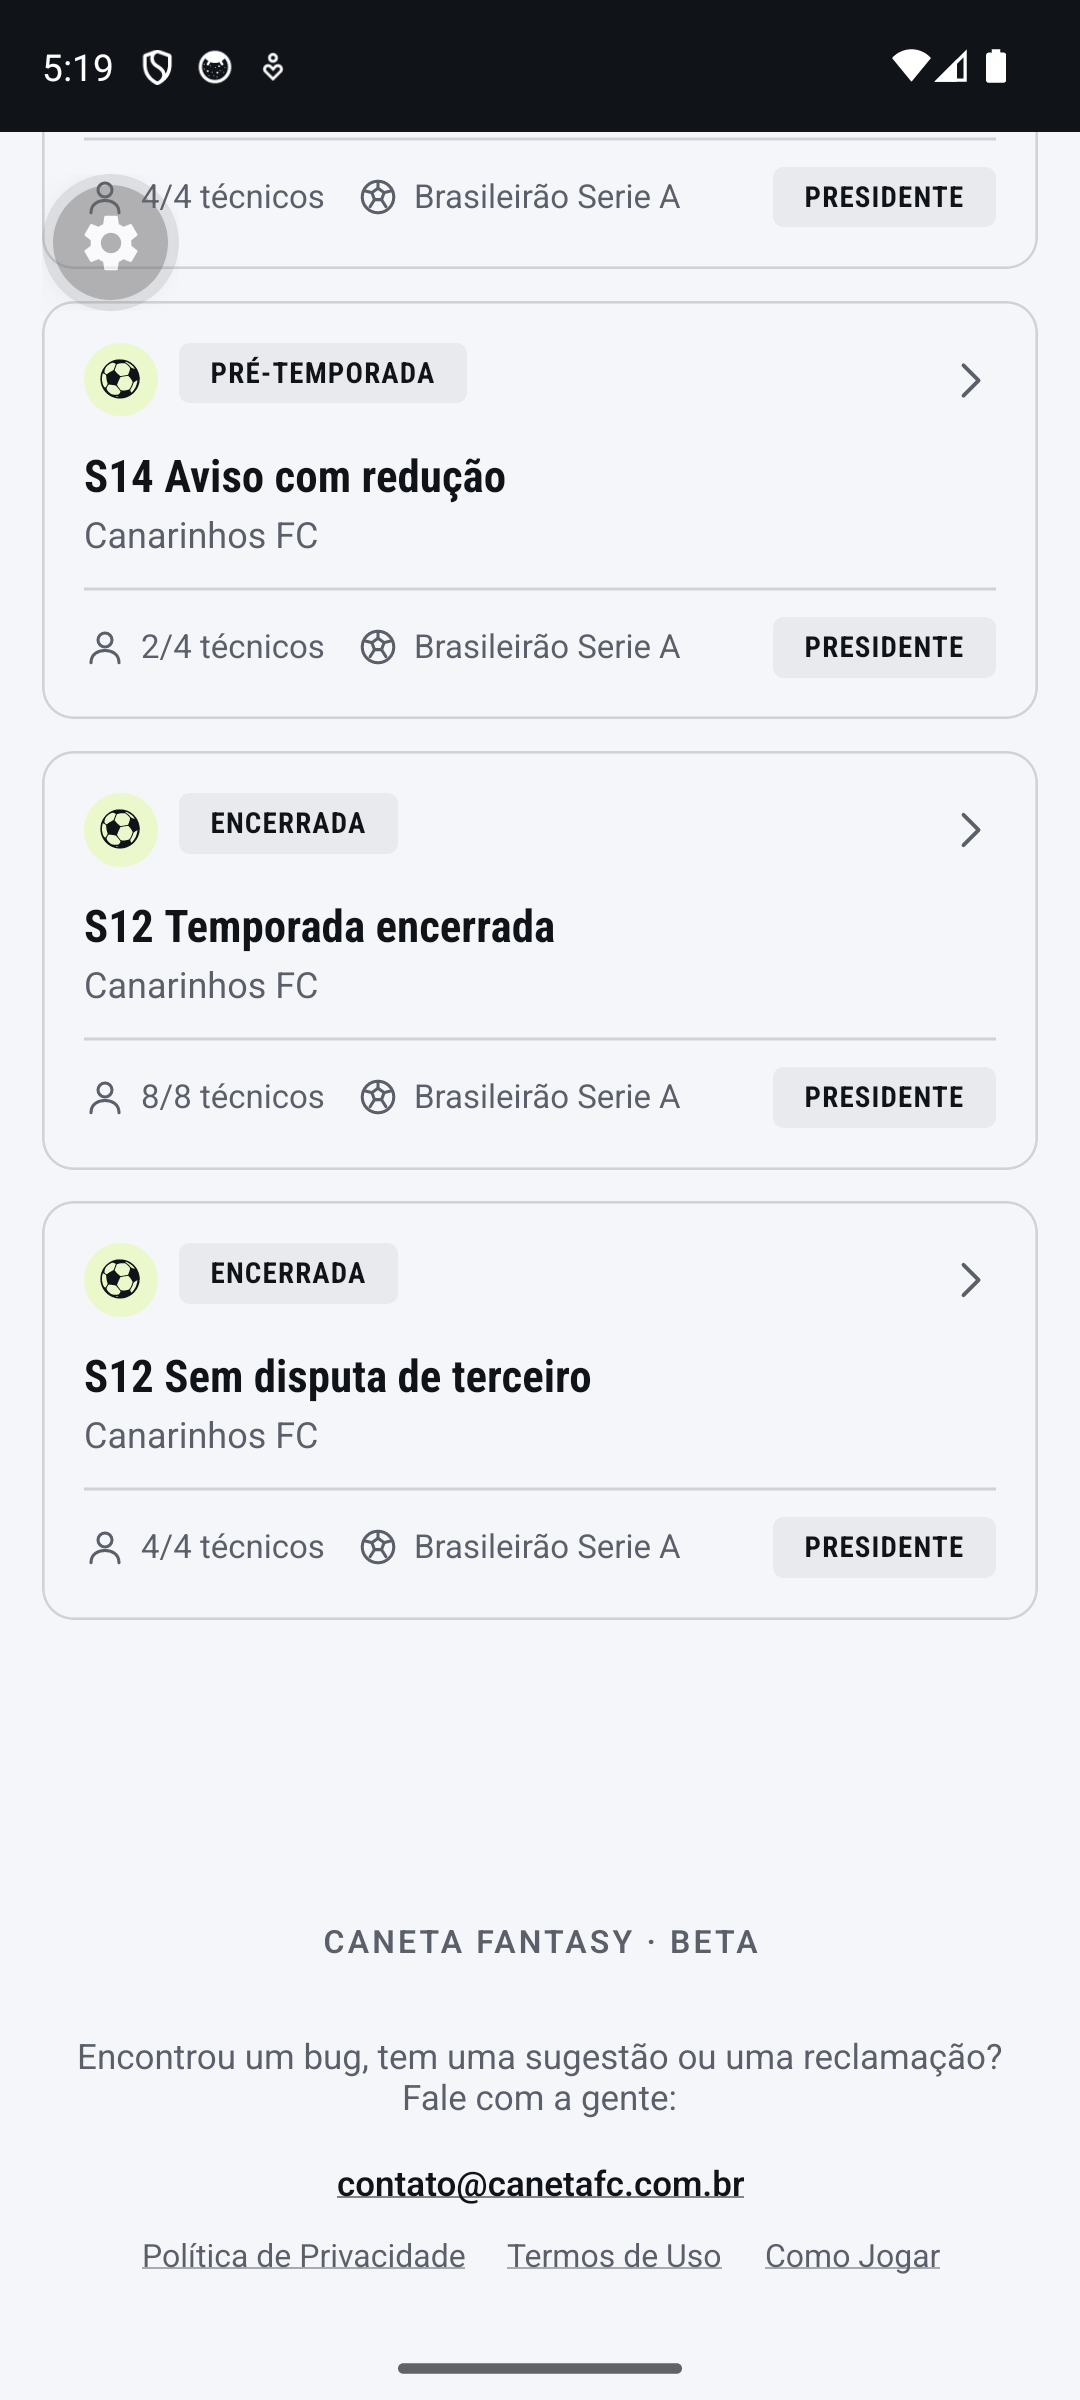 5:19
4/4 técnicos Brasileirão Serie A PRESIDENTE
PRÉ-TEMPORADA
S14 Aviso com redução
Canarinhos FC
2/4 técnicos Brasileirão Serie A PRESIDENTE
ENCERRADA
S12 Temporada encerrada
Canarinhos FC
8/8 técnicos Brasileirão Serie A PRESIDENTE
ENCERRADA
S12 Sem disputa de terceiro
Canarinhos FC
4/4 técnicos Brasileirão Serie A PRESIDENTE
CANETA FANTASY · BETA
Encontrou um bug, tem uma sugestão ou uma reclamação?
Fale com a gente:
contato@canetafc.com.br
Política de Privacidade Termos de Uso Como Jogar